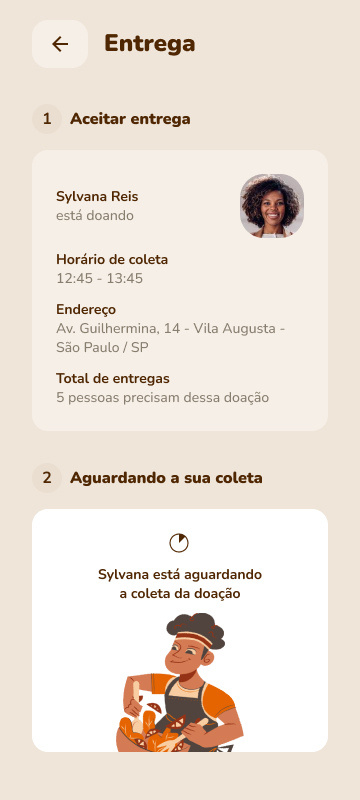 Entrega
1 Aceitar entrega
Sylvana Reis
está doando
Horário de coleta
12:45 - 13:45
Endereço
Av. Guilhermina, 14 - Vila Augusta -
São Paulo / SP
Total de entregas
5 pessoas precisam dessa doação
2 Aguardando a sua coleta
Sylvana está aguardando
a coleta da doação